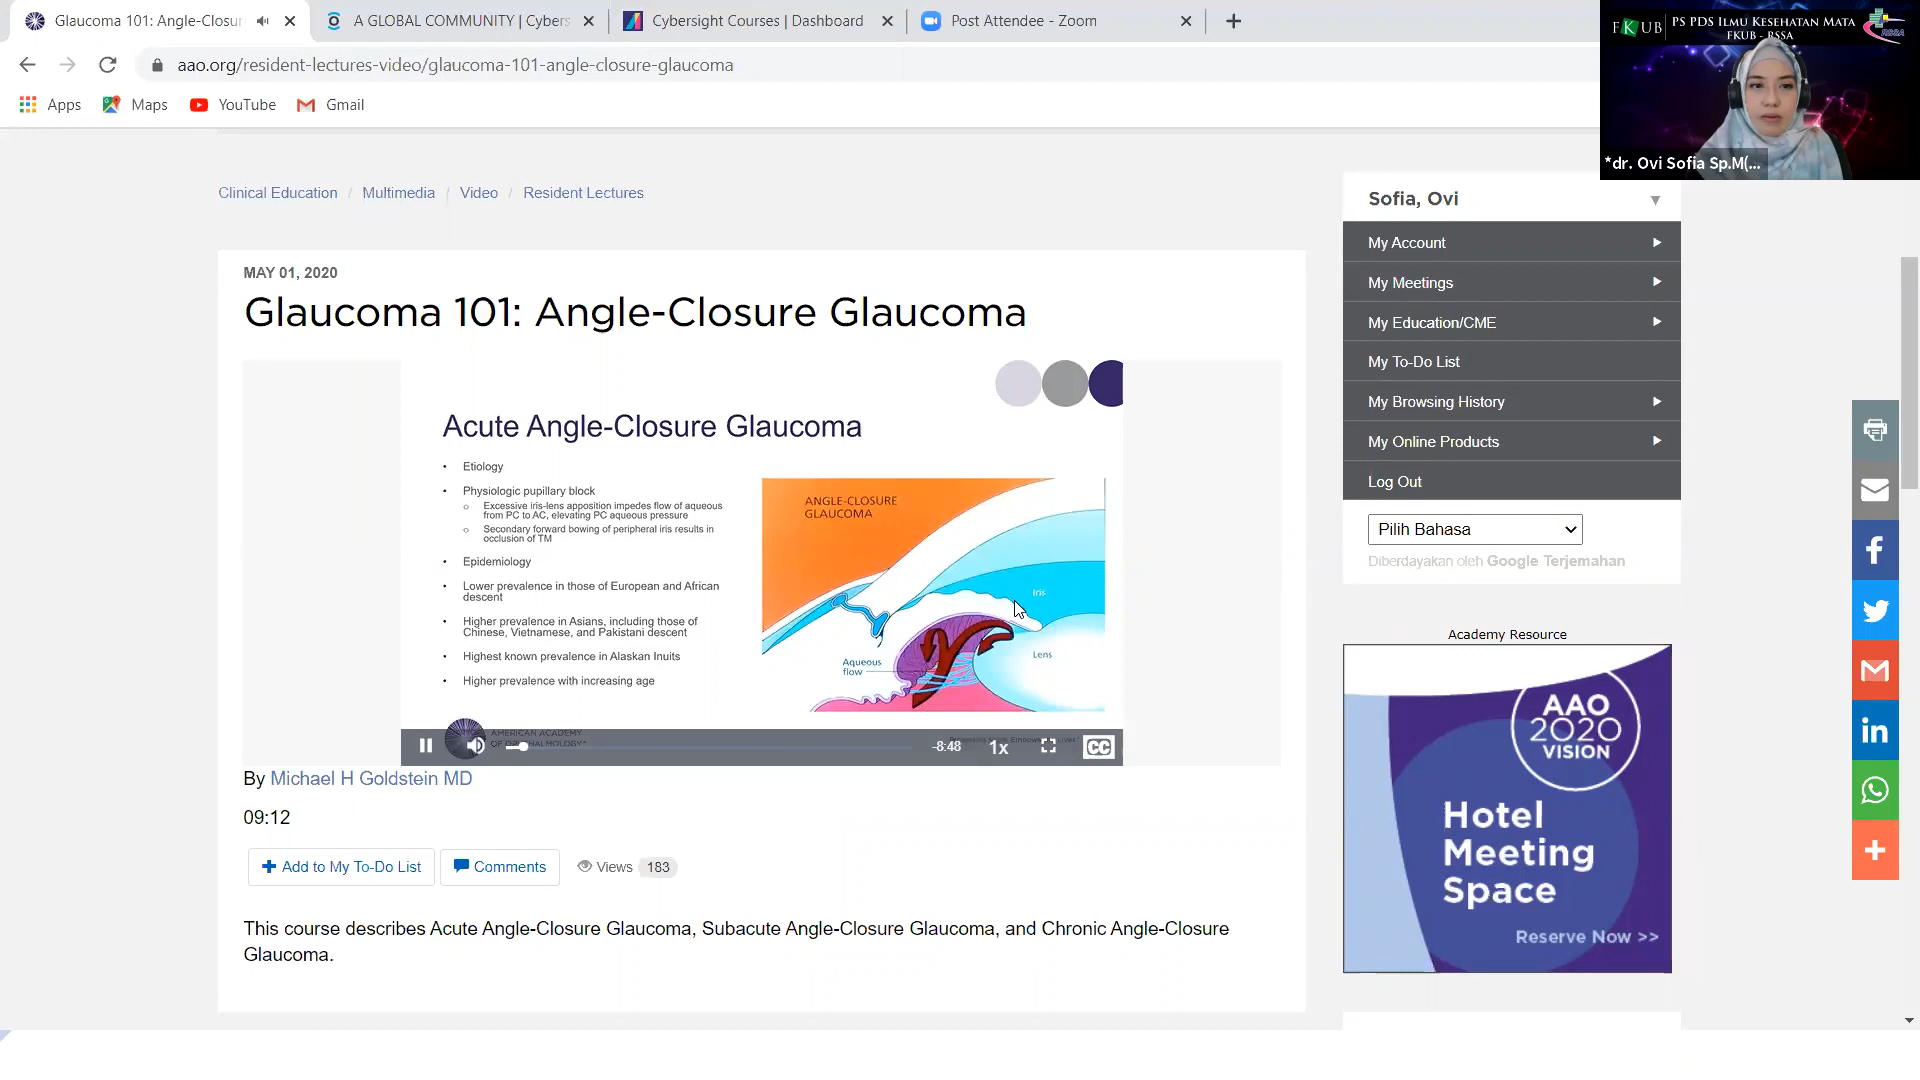 Glaucoma 101: Angle-Closur
A GLOBAL COMMUNITY | Cybers
Cybersight Courses | Dashboard
Post Attendee - Zoom
aao.org/resident-lectures-video/glaucoma-101-angle-closure-glaucoma
Apps
Maps
YouTube
Gmail
FKUB
PS PDS ILMU KESEHATAN MATA
FKUB - RSSA
RSSA
*dr. Ovi Sofia Sp.M(...
Clinical Education / Multimedia / Video / Resident Lectures
MAY 01, 2020
Glaucoma 101: Angle-Closure Glaucoma
Acute Angle-Closure Glaucoma
• Etiology
• Physiologic pupillary block
o Excessive iris-lens apposition impedes flow of aqueous
from PC to AC, elevating PC aqueous pressure
o Secondary forward bowing of peripheral iris results in
occlusion of TM
• Epidemiology
• Lower prevalence in those of European and African
descent
• Higher prevalence in Asians, including those of
Chinese, Vietnamese, and Pakistani descent
• Highest known prevalence in Alaskan Inuits
• Higher prevalence with increasing age
ANGLE-CLOSURE
GLAUCOMA
Iris
Lens
Aqueous
flow
AMERICAN ACADEMY
OF OPHTHALMOLOGY
-8:48
1x
CC
By Michael H Goldstein MD
09:12
Add to My To-Do List
Comments
Views 183
This course describes Acute Angle-Closure Glaucoma, Subacute Angle-Closure Glaucoma, and Chronic Angle-Closure
Glaucoma.
Sofia, Ovi
My Account
My Meetings
My Education/CME
My To-Do List
My Browsing History
My Online Products
Log Out
Pilih Bahasa
Diberdayakan oleh Google Terjemahan
Academy Resource
AAO
2020
VISION
Hotel
Meeting
Space
Reserve Now >>